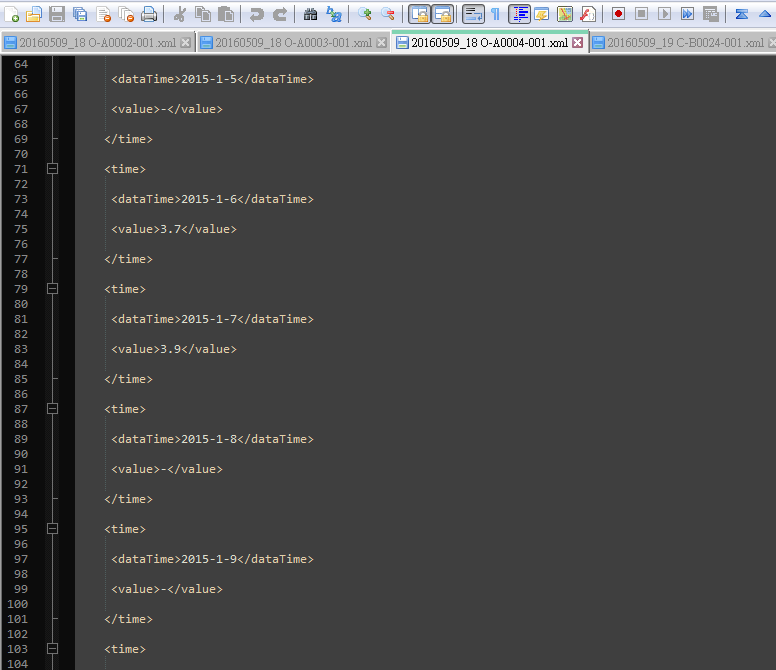 20160509_18 O-A0002-001.xml 20160509_18 O-A0003-001.xml 20160509_18 O-A0004-001.xml 20160509_19 C-B0024-001.xml
64
65 <dataTime>2015-1-5</dataTime>
66
67 <value>-</value>
68
69 </time>
70
71 <time>
72
73 <dataTime>2015-1-6</dataTime>
74
75 <value>3.7</value>
76
77 </time>
78
79 <time>
80
81 <dataTime>2015-1-7</dataTime>
82
83 <value>3.9</value>
84
85 </time>
86
87 <time>
88
89 <dataTime>2015-1-8</dataTime>
90
91 <value>-</value>
92
93 </time>
94
95 <time>
96
97 <dataTime>2015-1-9</dataTime>
98
99 <value>-</value>
100
101 </time>
102
103 <time>
104